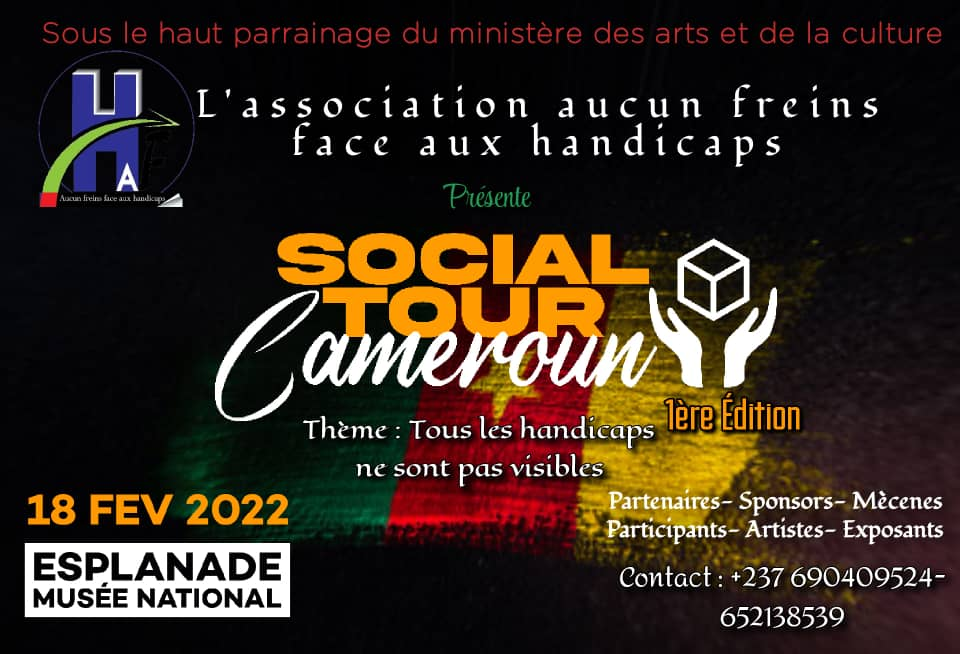 Sous le haut parrainage du ministère des arts et de la culture
L'association aucun freins
face aux handicaps
HAF
Aucun freins face aux handicaps
Présente
SOCIAL
TOUR
Cameroun
1ère Édition
Thème : Tous les handicaps
ne sont pas visibles
18 FEV 2022
ESPLANADE
MUSÉE NATIONAL
Partenaires- Sponsors- Mècenes
Participants- Artistes- Exposants
Contact : +237 690409524-
652138539